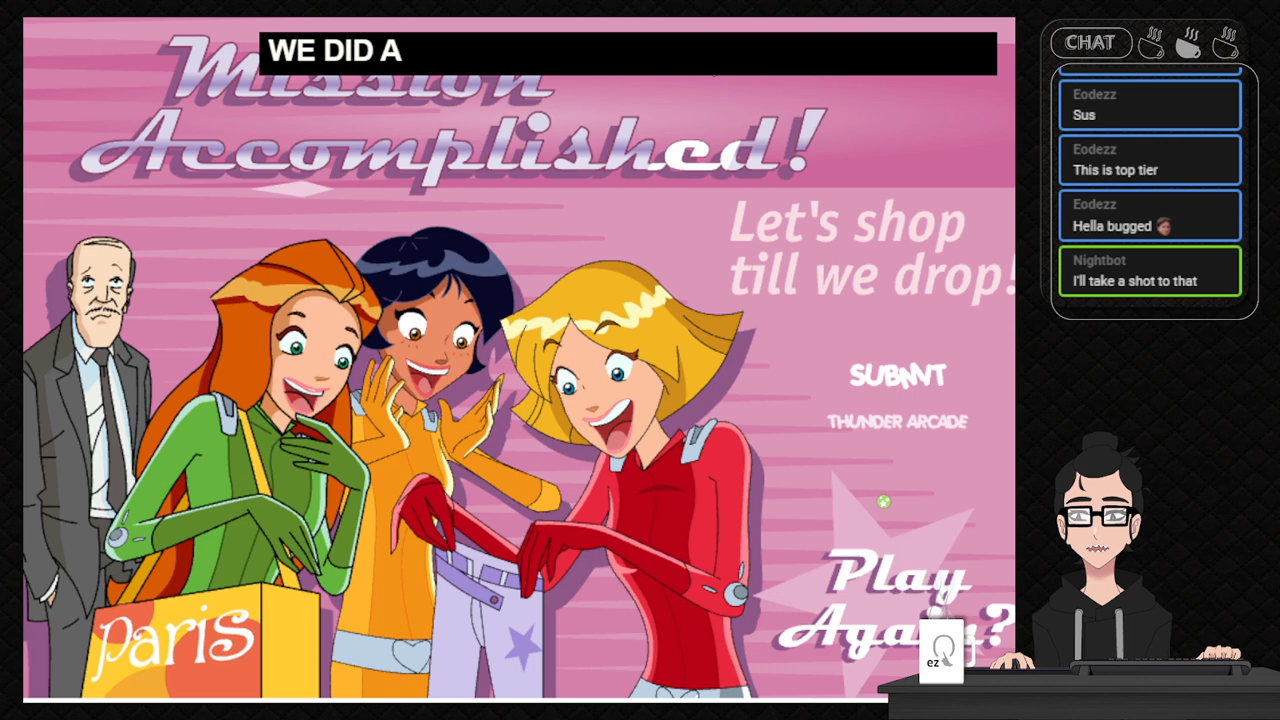 WE DID A
Mission
Accomplished!
Let's shop
till we drop!
SUBMIT
THUNDER ARCADE
Play
Again?
Paris
ez
CHAT
Eodezz
Sus
Eodezz
This is top tier
Eodezz
Hella bugged
Nightbot
I'll take a shot to that